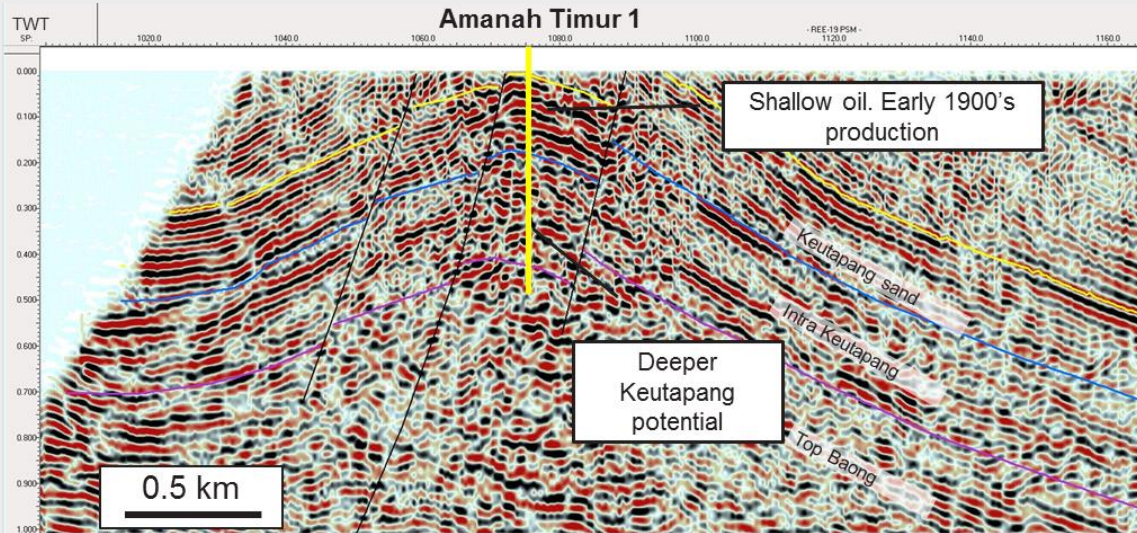 Amanah Timur 1
TWT
SP:
1020.0 1040.0 1060.0 1080.0 1100.0 1120.0 1140.0 1160.0
- REE-19 PSM -
0.000
0.100
0.200
0.300
0.400
0.500
0.600
0.700
0.800
0.900
1.000
Shallow oil. Early 1900's
production
Keutapang sand
Intra Keutapang
Top Baong
Deeper
Keutapang
potential
0.5 km